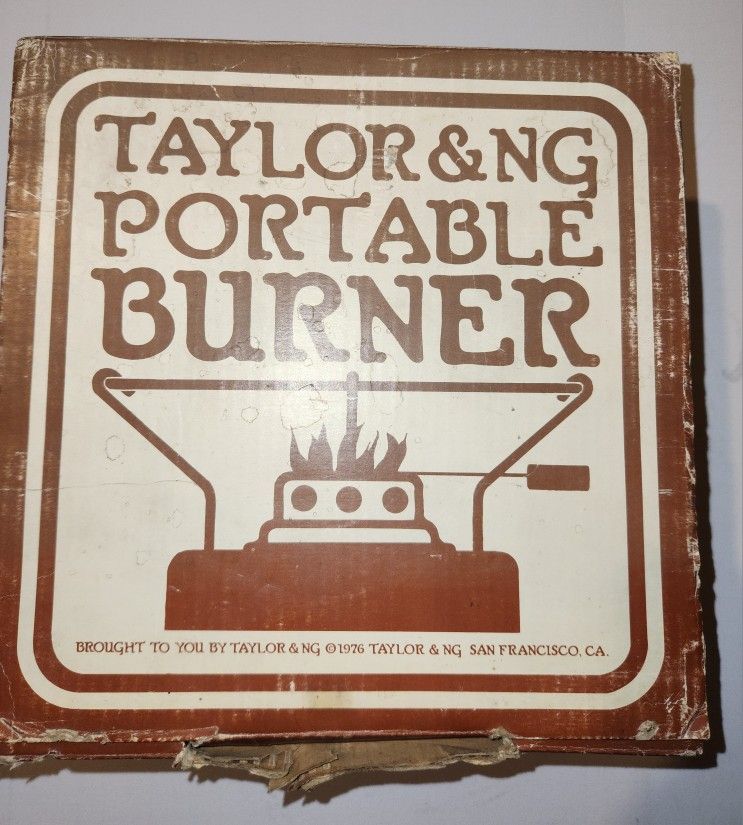 TAYLOR & NG
PORTABLE
BURNER
BROUGHT TO YOU BY TAYLOR & NG ©1976 TAYLOR & NG SAN FRANCISCO, CA.